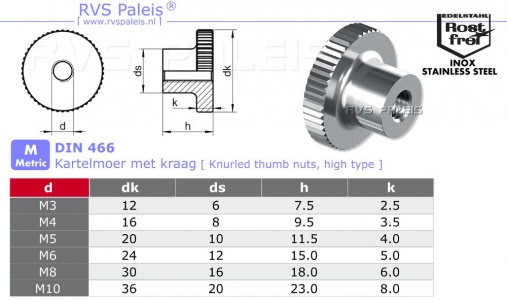 RVS Paleis®
[ www.rvspaleis.nl ]
ds
dk
k
h
d
EDELSTAHL
Rost
frei
INOX
STAINLESS STEEL
RVS PALEIS
RVS PALEIS
M
Metric
DIN 466
Kartelmoer met kraag [ Knurled thumb nuts, high type ]
d dk ds h k
M3 12 6 7.5 2.5
M4 16 8 9.5 3.5
M5 20 10 11.5 4.0
M6 24 12 15.0 5.0
M8 30 16 18.0 6.0
M10 36 20 23.0 8.0